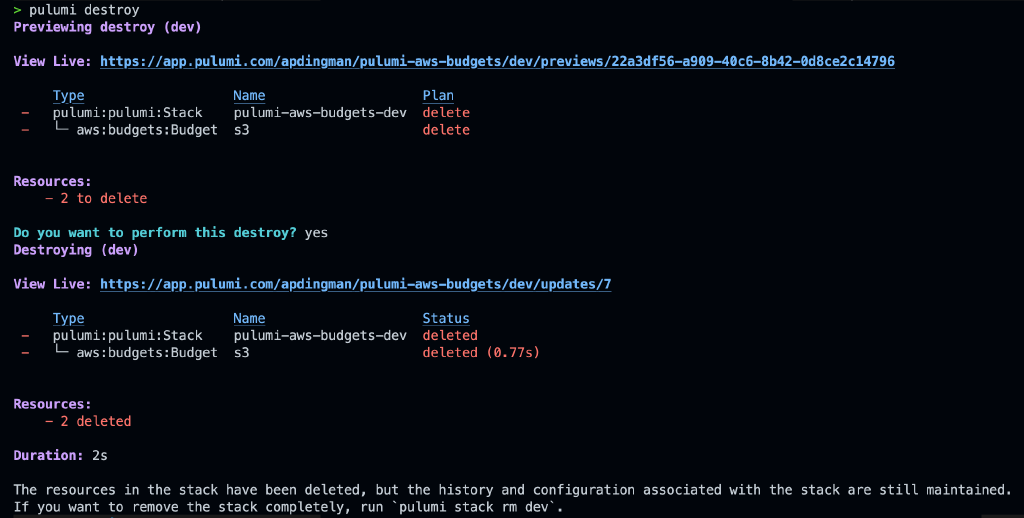 > pulumi destroy
Previewing destroy (dev)
View Live: https://app.pulumi.com/apdingman/pulumi-aws-budgets/dev/previews/22a3df56-a909-40c6-8b42-0d8ce2c14796
Type Name Plan
- pulumi:pulumi:Stack pulumi-aws-budgets-dev delete
- └─ aws:budgets:Budget s3 delete
Resources:
- 2 to delete
Do you want to perform this destroy? yes
Destroying (dev)
View Live: https://app.pulumi.com/apdingman/pulumi-aws-budgets/dev/updates/7
Type Name Status
- pulumi:pulumi:Stack pulumi-aws-budgets-dev deleted
- └─ aws:budgets:Budget s3 deleted (0.77s)
Resources:
- 2 deleted
Duration: 2s
The resources in the stack have been deleted, but the history and configuration associated with the stack are still maintained.
If you want to remove the stack completely, run `pulumi stack rm dev`.